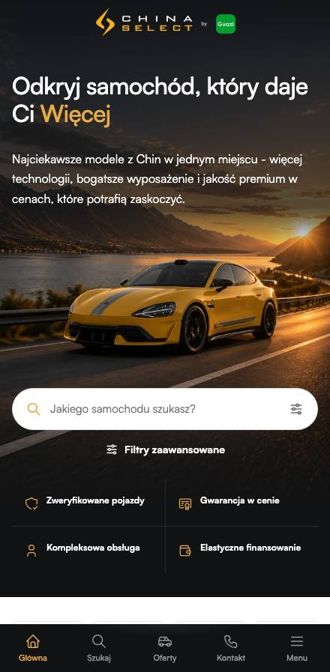 CHINA
SELECT
by
Guazi
Odkryj samochód, który daje
Ci Więcej
Najciekawsze modele z Chin w jednym miejscu - więcej
technologii, bogatsze wyposażenie i jakość premium w
cenach, które potrafią zaskoczyć.
Jakiego samochodu szukasz?
Filtry zaawansowane
Zweryfikowane pojazdy
Gwarancja w cenie
Kompleksowa obsługa
Elastyczne finansowanie
Główna
Szukaj
Oferty
Kontakt
Menu